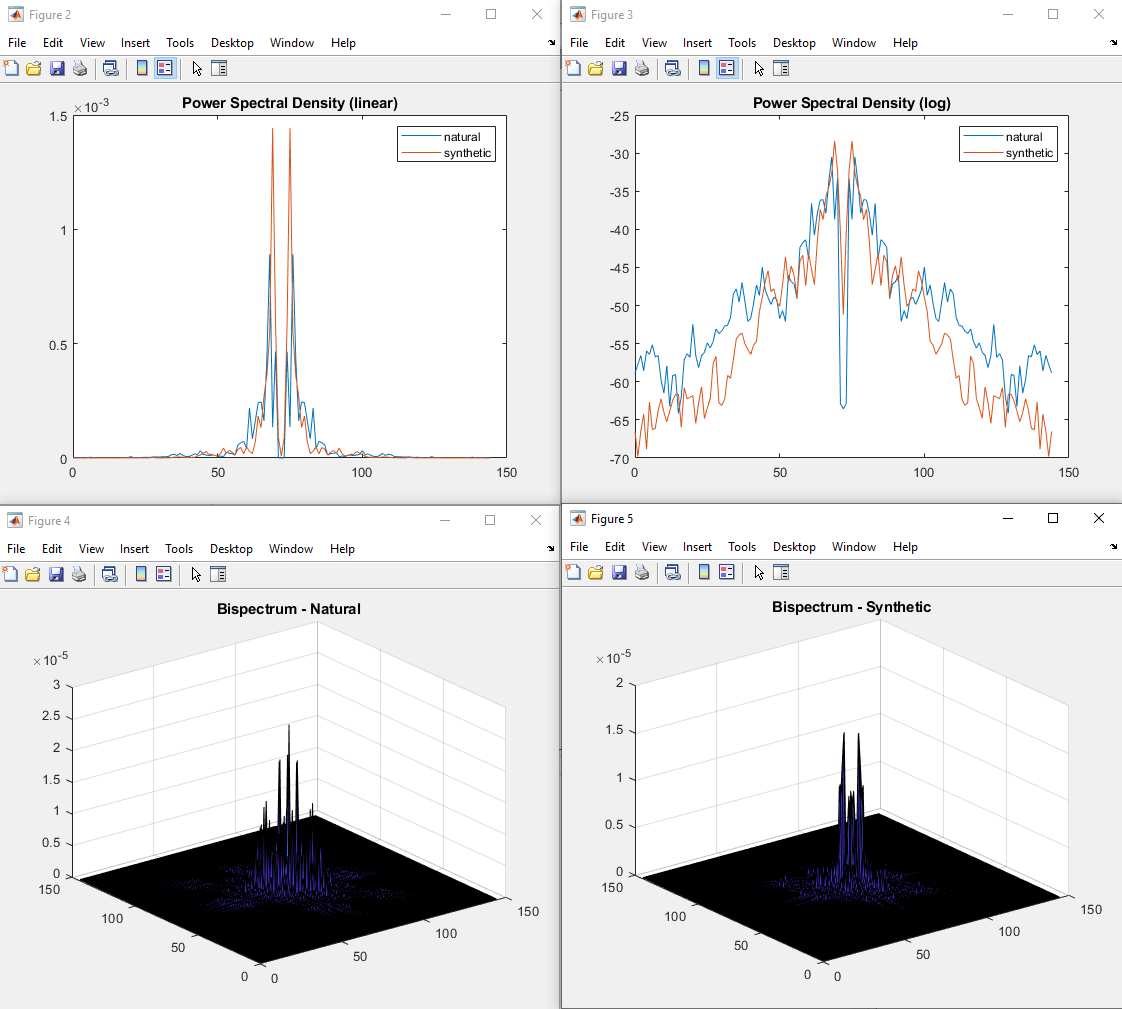 Figure 2
File Edit View Insert Tools Desktop Window Help
Power Spectral Density (linear)
×10-3
1.5
1
0.5
0
0 50 100 150
natural
synthetic
Figure 3
File Edit View Insert Tools Desktop Window Help
Power Spectral Density (log)
-25
-30
-35
-40
-45
-50
-55
-60
-65
-70
0 50 100 150
natural
synthetic
Figure 4
File Edit View Insert Tools Desktop Window Help
Bispectrum - Natural
×10-5
3
2.5
2
1.5
1
0.5
0
150
100
50
0
0
50
100
150
Figure 5
File Edit View Insert Tools Desktop Window Help
Bispectrum - Synthetic
×10-5
2
1.5
1
0.5
0
150
100
50
0
0
50
100
150